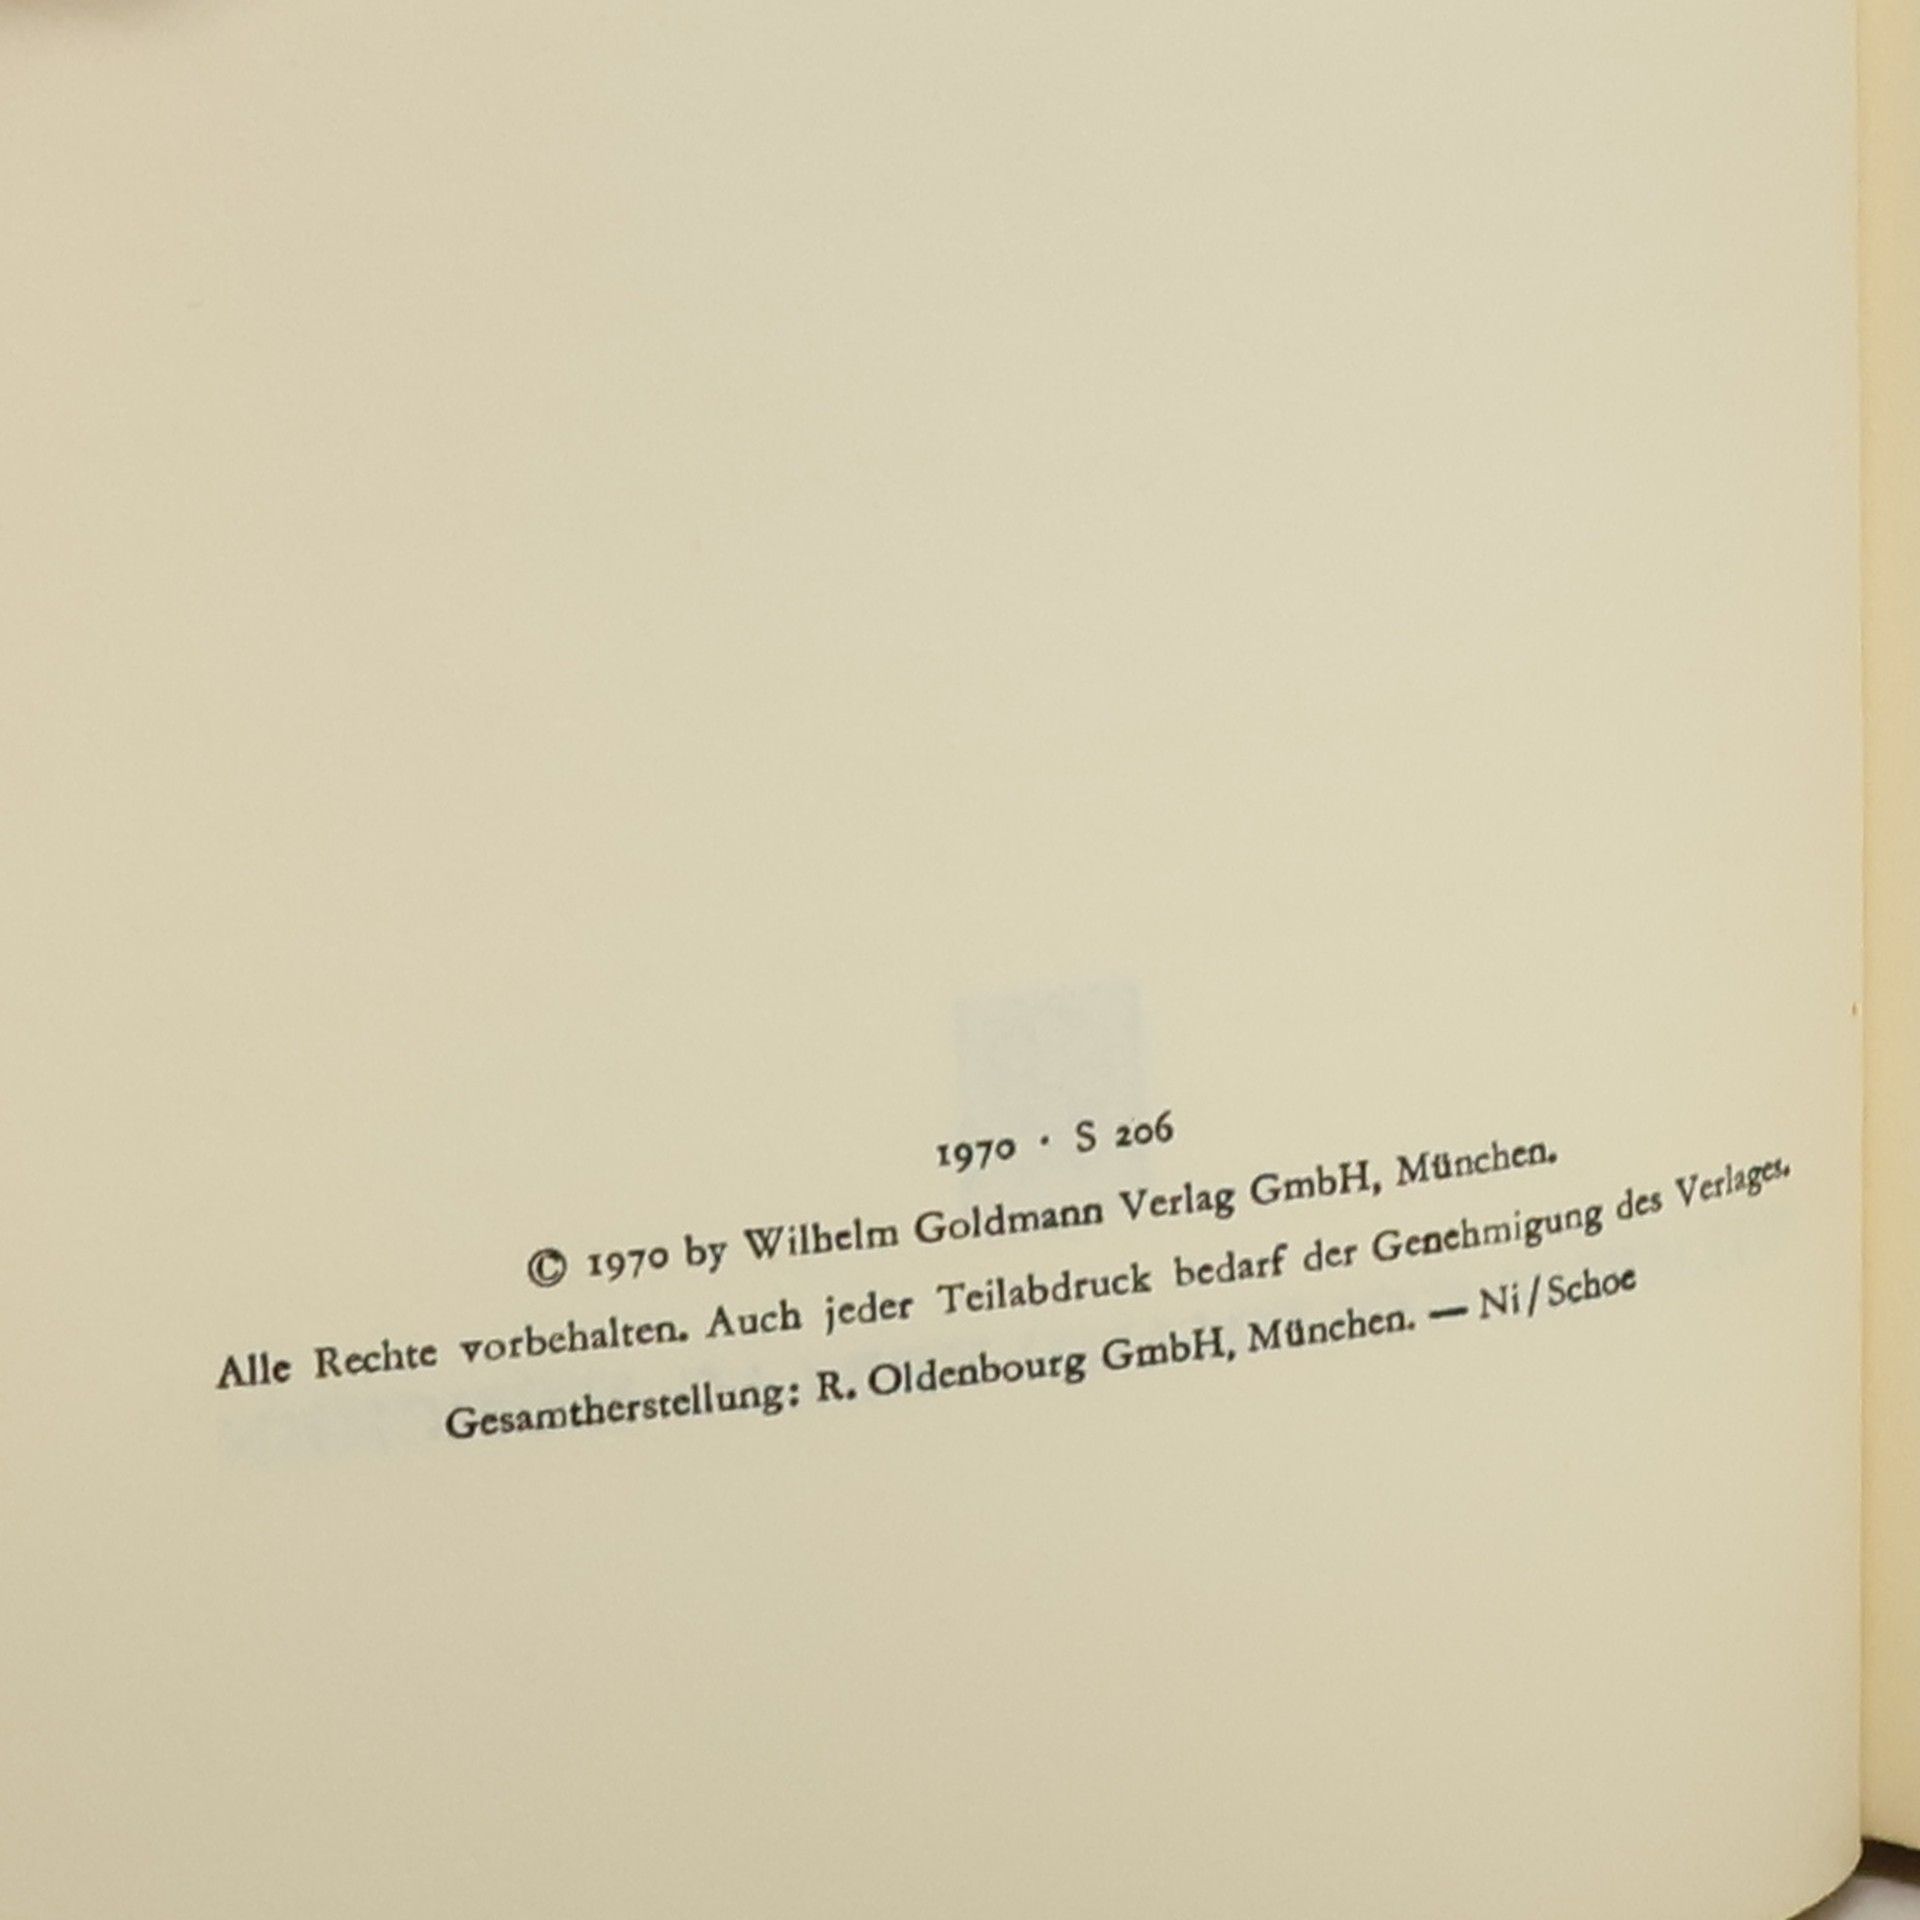 1970 · S 206
© 1970 by Wilhelm Goldmann Verlag GmbH, München.
Alle Rechte vorbehalten. Auch jeder Teilabdruck bedarf der Genehmigung des Verlages.
Gesamtherstellung: R. Oldenbourg GmbH, München. — Ni/Schoe